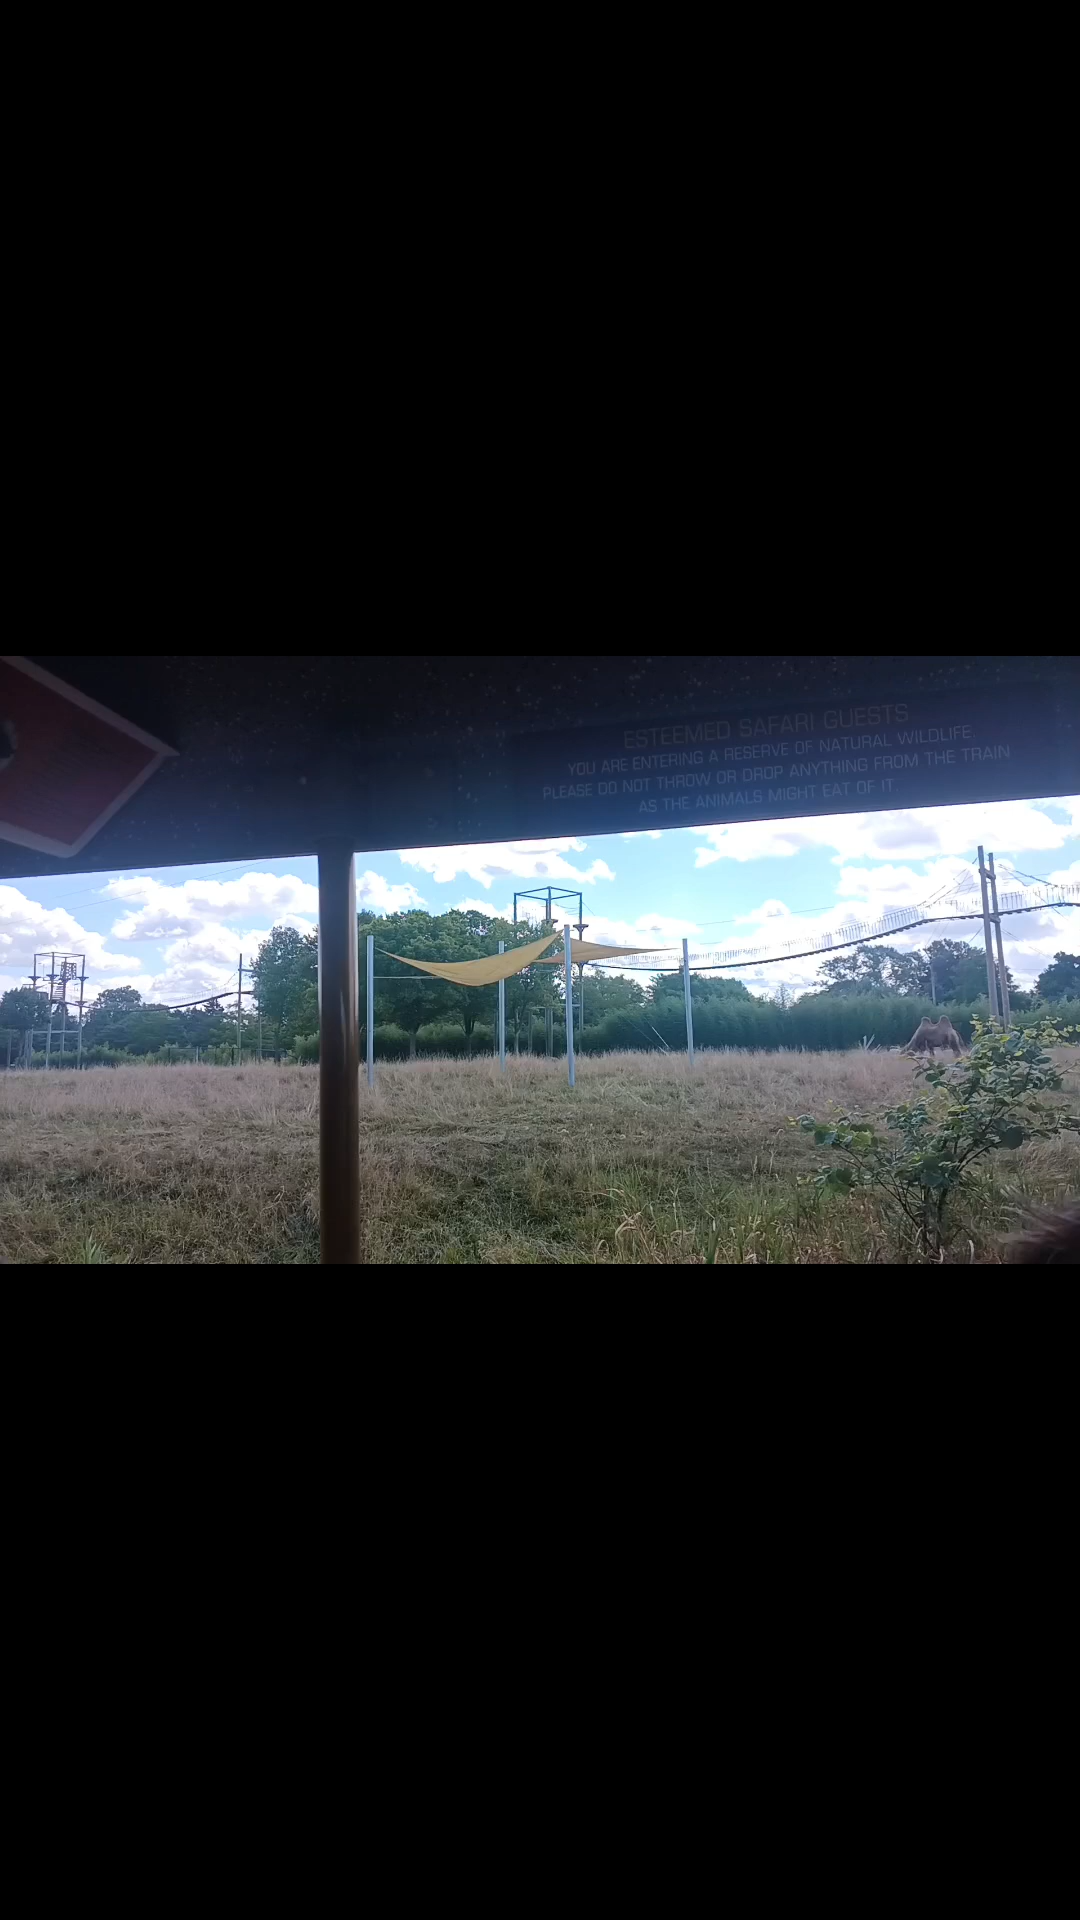 ESTEEMED SAFARI GUESTS
YOU ARE ENTERING A RESERVE OF NATURAL WILDLIFE
PLEASE DO NOT THROW OR DROP ANYTHING FROM THE TRAIN
AS THE ANIMALS MIGHT EAT OF IT.